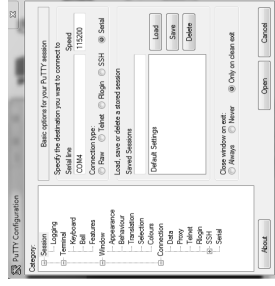 PuTTY Configuration
Category:
Session
Logging
Terminal
Keyboard
Bell
Features
Window
Appearance
Behaviour
Translation
Selection
Colours
Connection
Data
Proxy
Telnet
Rlogin
SSH
Serial
Basic options for your PuTTY session
Specify the destination you want to connect to
Serial line Speed
COM4 115200
Connection type:
Raw Telnet Rlogin SSH Serial
Load, save or delete a stored session
Saved Sessions
Default Settings
Load
Save
Delete
Close window on exit:
Always Never Only on clean exit
About Open Cancel